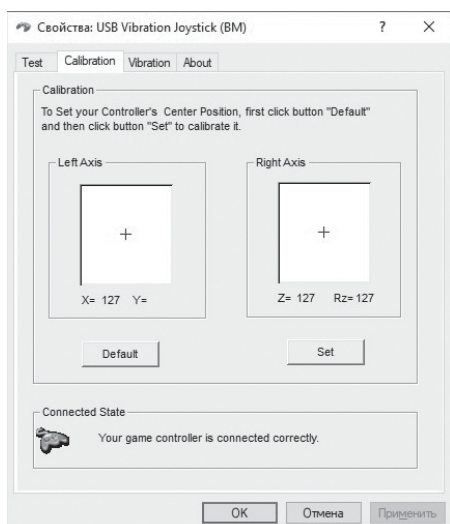 Свойства: USB Vibration Joystick (BM) ? ×
Test Calibration Vibration About
Calibration
To Set your Controller's Center Position, first click button "Default"
and then click button "Set" to calibrate it.
Left Axis Right Axis
X= 127 Y= Z= 127 Rz= 127
Default Set
Connected State
Your game controller is connected correctly.
OK Отмена Применить